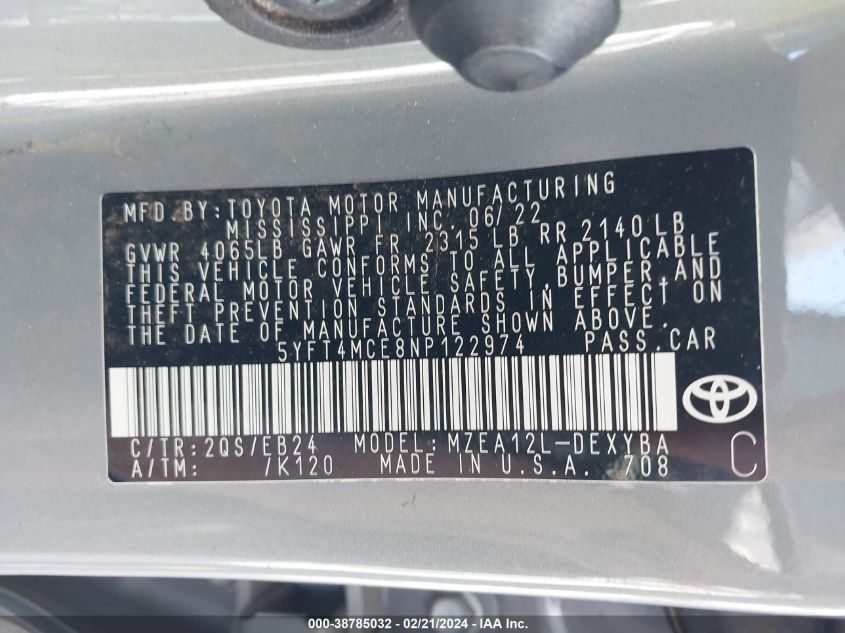 MFD BY:TOYOTA MOTOR MANUFACTURING
MISSISSIPPI INC. 06/22
GVWR 4065LB GAWR FR 2315 LB RR 2140 LB
THIS VEHICLE CONFORMS TO ALL APPLICABLE
FEDERAL MOTOR VEHICLE SAFETY,BUMPER,AND
THEFT PREVENTION STANDARDS IN EFFECT ON
THE DATE OF MANUFACTURE SHOWN ABOVE.
5YFT4MCE8NP122974 PASS.CAR
C/TR:2QS/EB24 MODEL:MZEA12L-DEXYBA
A/TM: /K120 MADE IN U.S.A. 708
C
000-38785032 - 02/21/2024 - IAA Inc.